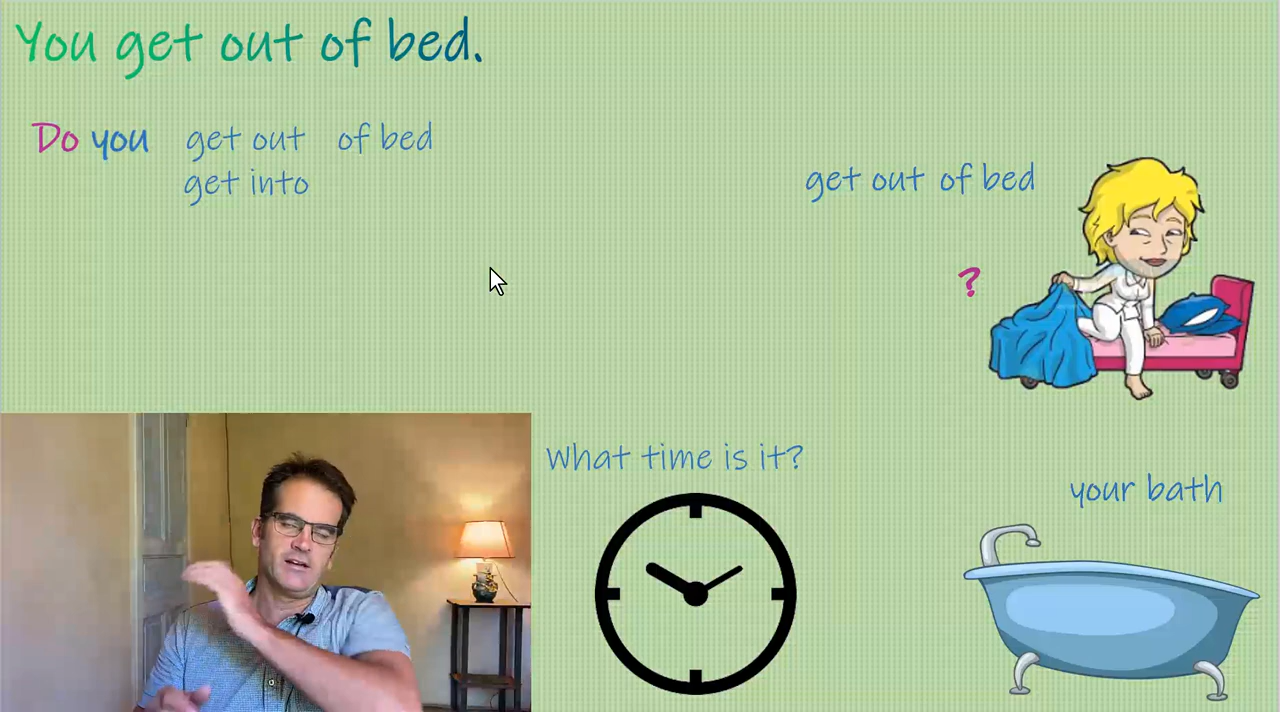 You get out of bed.
Do you get out of bed
get into
get out of bed
?
What time is it?
your bath